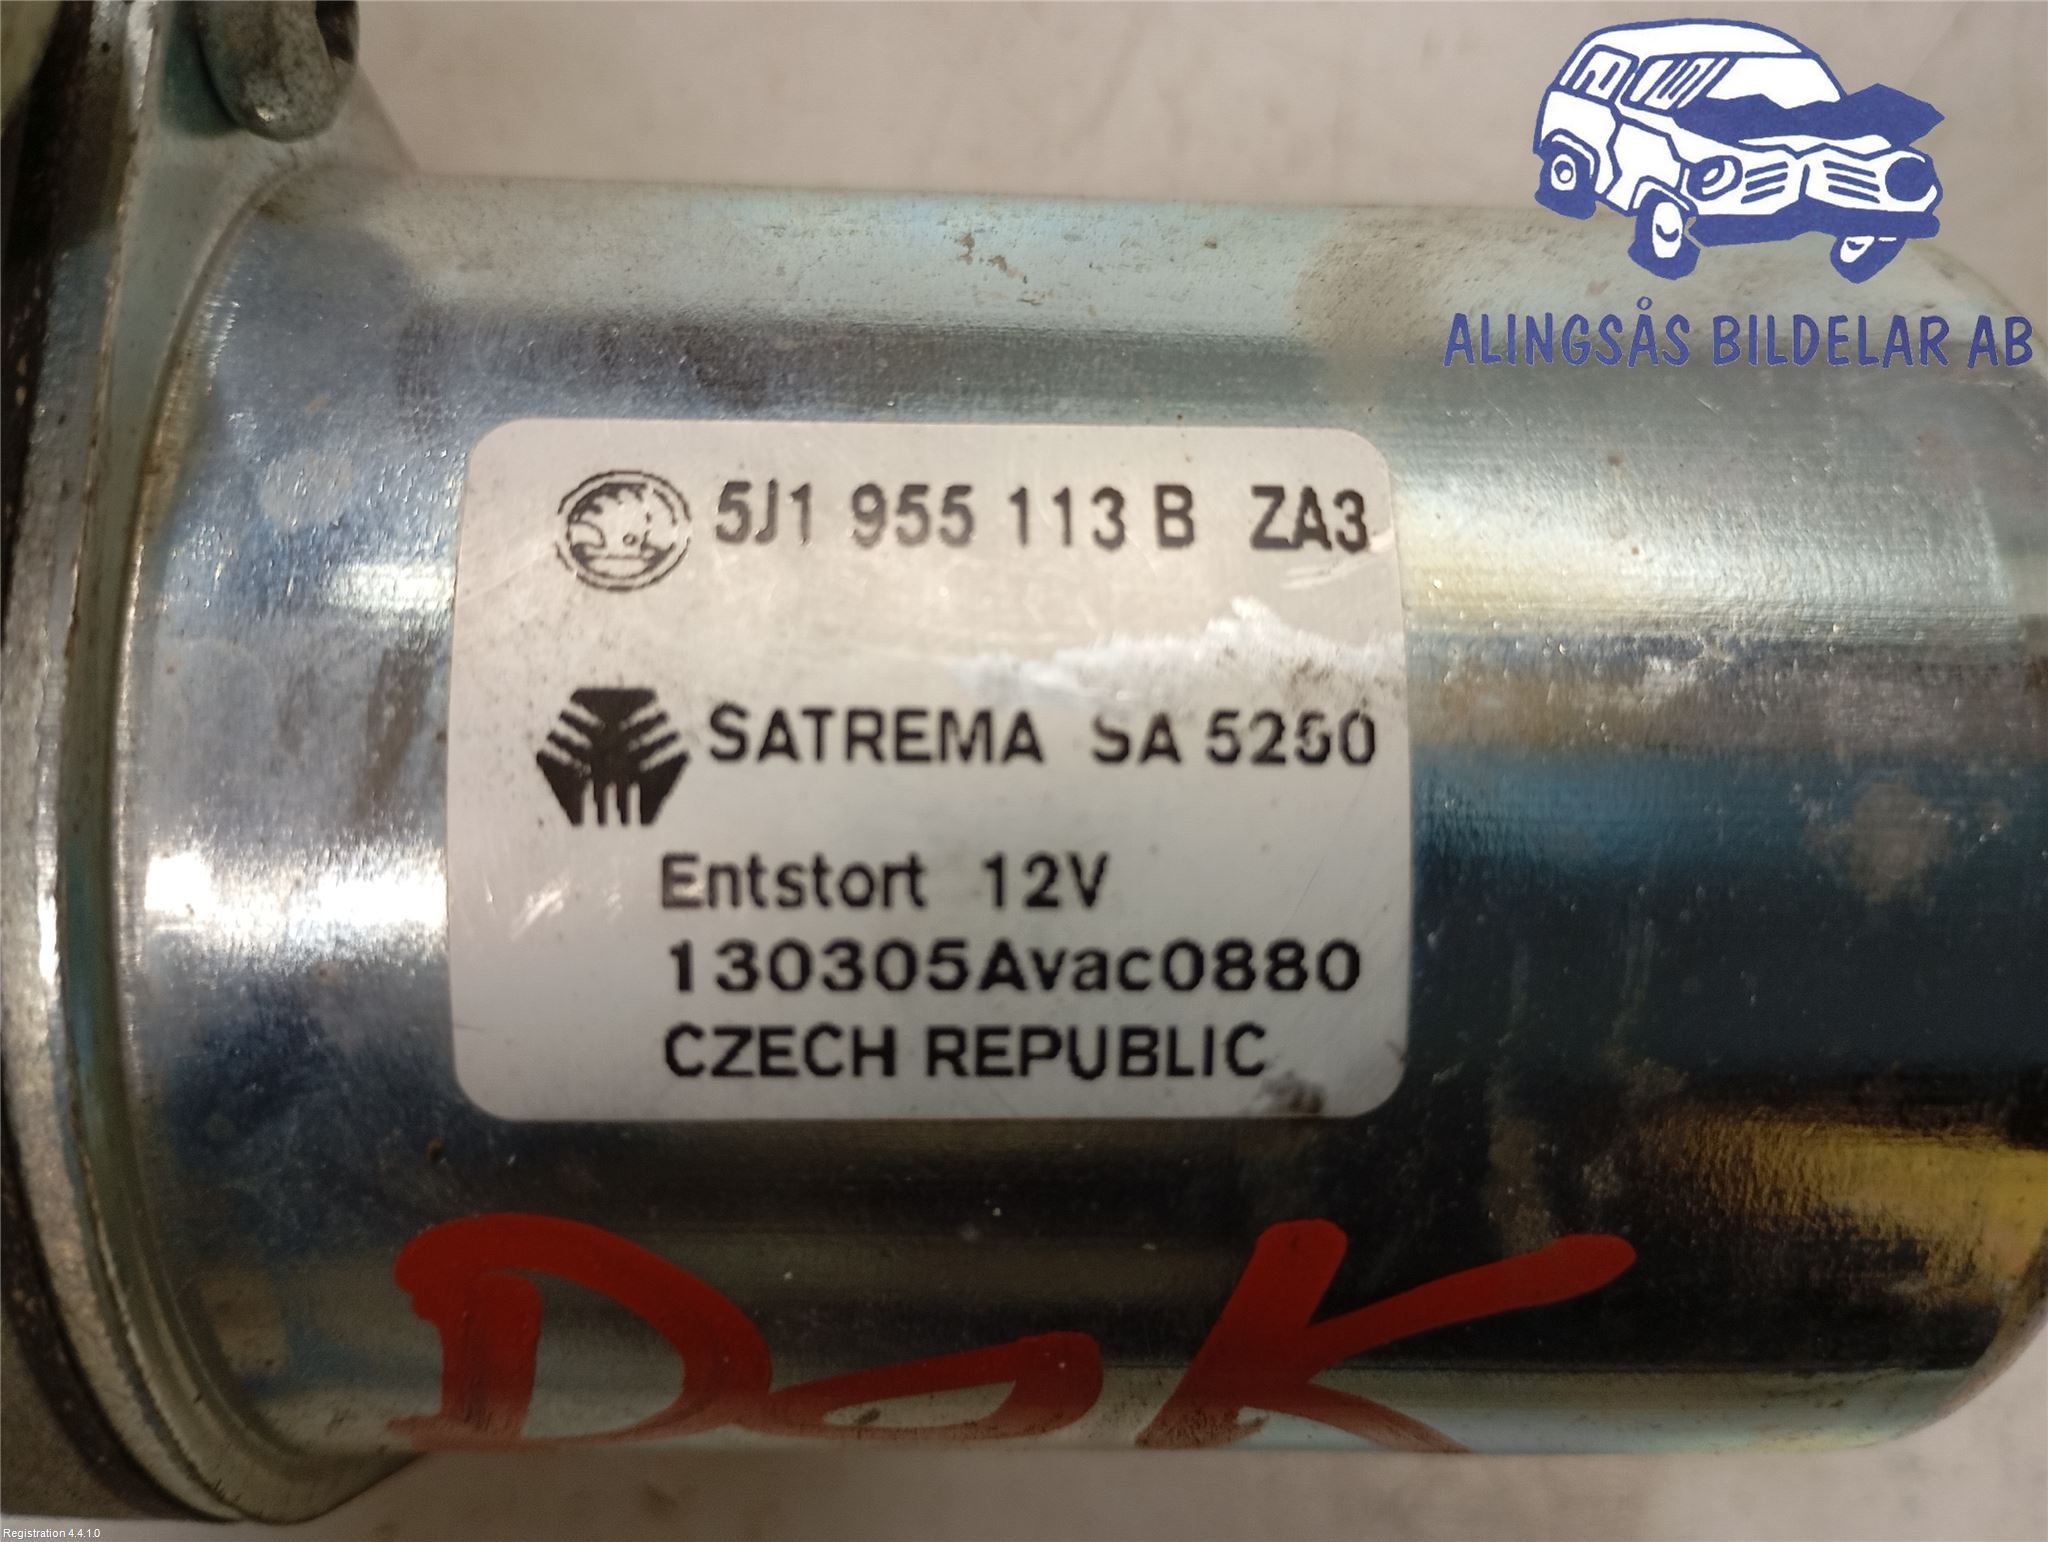 ALINGSÅS BILDELAR AB
5J1 955 113 B ZA3
SATREMA SA 5250
Entstort 12V
130305Avac0880
CZECH REPUBLIC
DOK
Registration 4.4.1.0